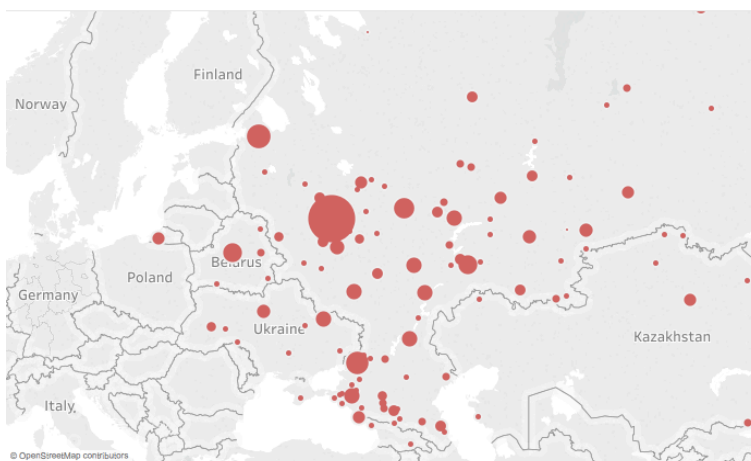 Finland
Norway
Belarus
Poland
Germany
Ukraine
Kazakhstan
Italy
© OpenStreetMap contributors